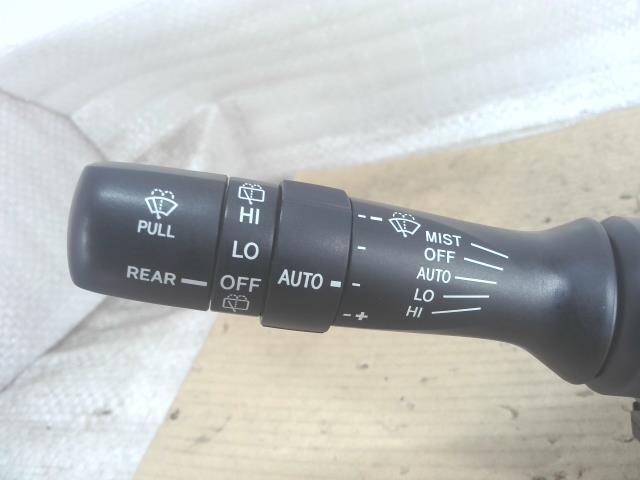 PULL
REAR
HI
LO
OFF
AUTO
- -
-
-
- +
MIST
OFF
AUTO
LO
HI